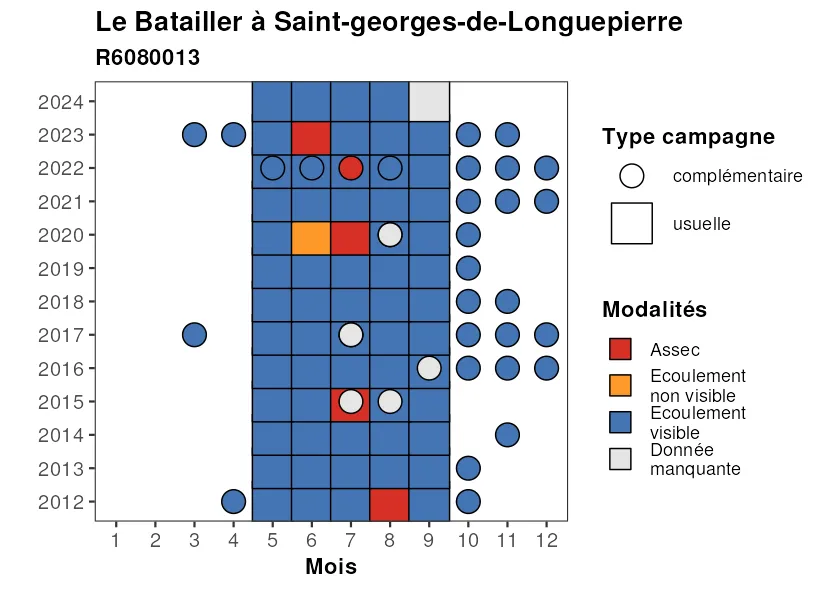 Le Batailler à Saint-georges-de-Longuepierre
R6080013
2024
2023
2022
2021
2020
2019
2018
2017
2016
2015
2014
2013
2012
1 2 3 4 5 6 7 8 9 10 11 12
Mois
Type campagne
complémentaire
usuelle
Modalités
Assec
Ecoulement
non visible
Ecoulement
visible
Donnée
manquante